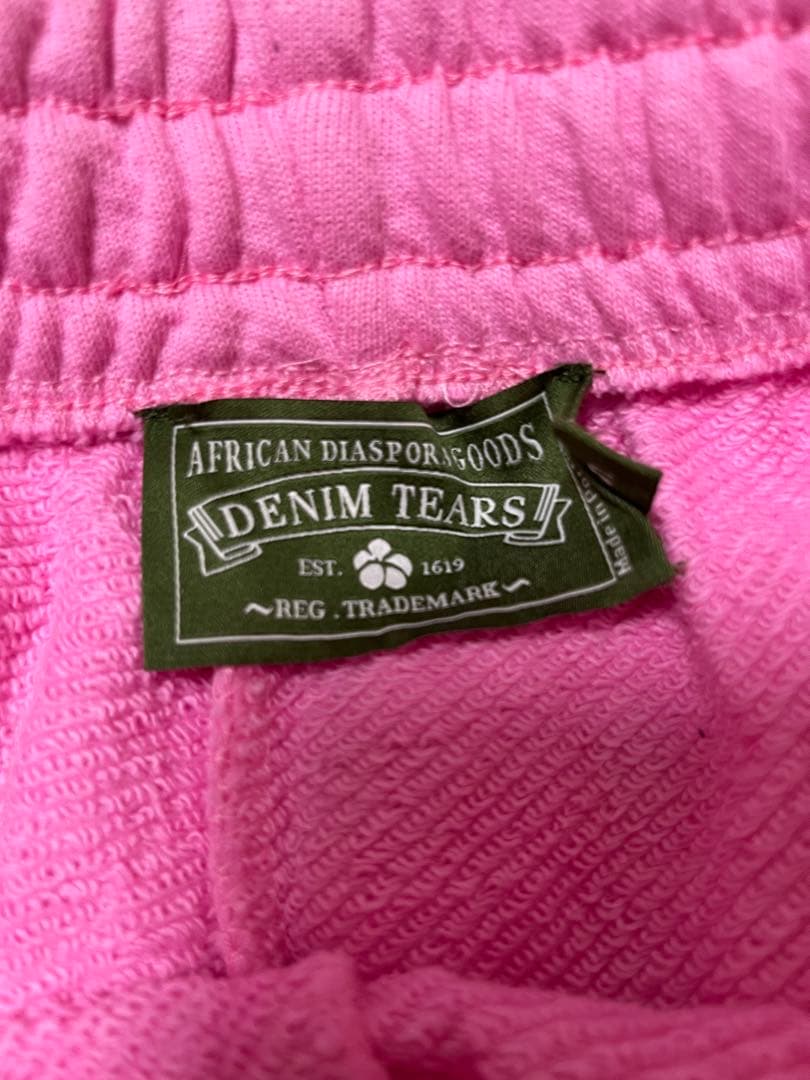 AFRICAN DIASPORA GOODS
DENIM TEARS
EST. 1619
~REG . TRADEMARK~
Made in